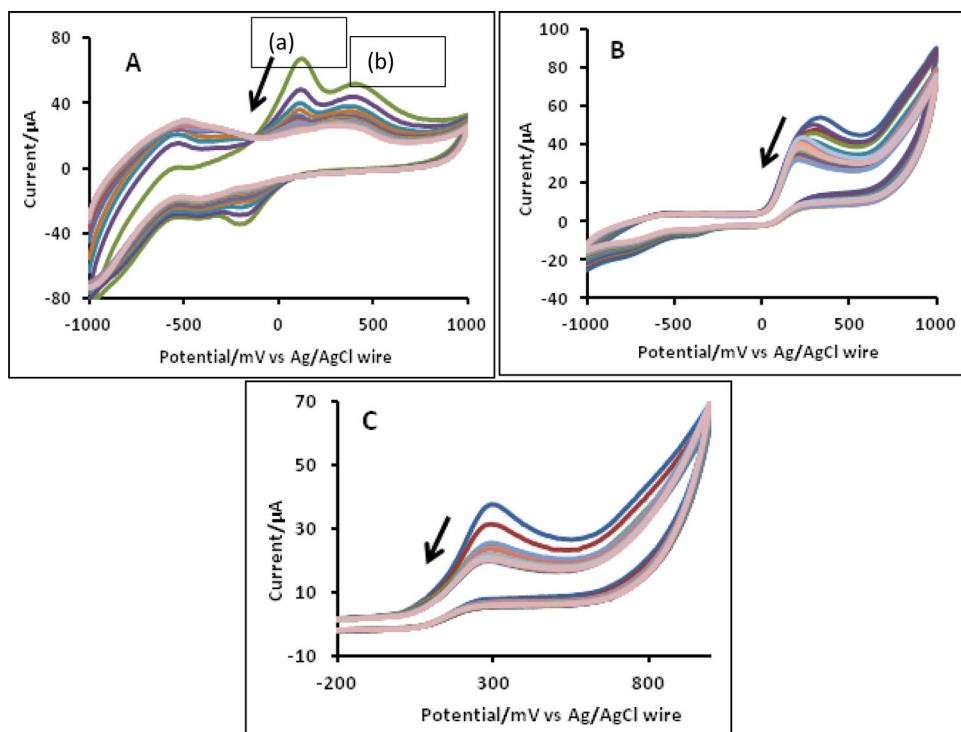 A
(a)
(b)
80
40
0
-40
-80
Current/µA
-1000 -500 0 500 1000
Potential/mV vs Ag/AgCl wire
B
100
80
60
40
20
0
-20
-40
Current/µA
-1000 -500 0 500 1000
Potential/mV vs Ag/AgCl wire
C
70
50
30
10
-10
Current/µA
-200 300 800
Potential/mV vs Ag/AgCl wire